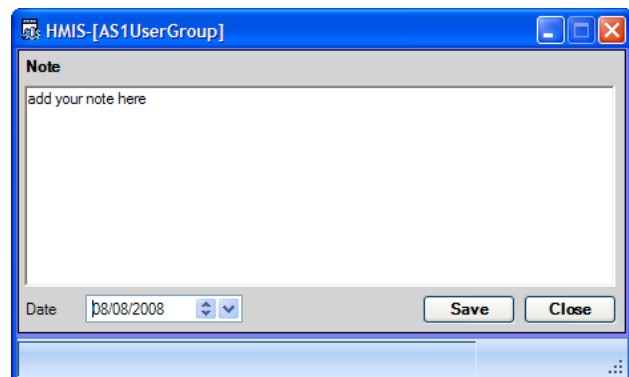 HMIS-[AS1UserGroup]
Note
add your note here
Date 08/08/2008 Save Close